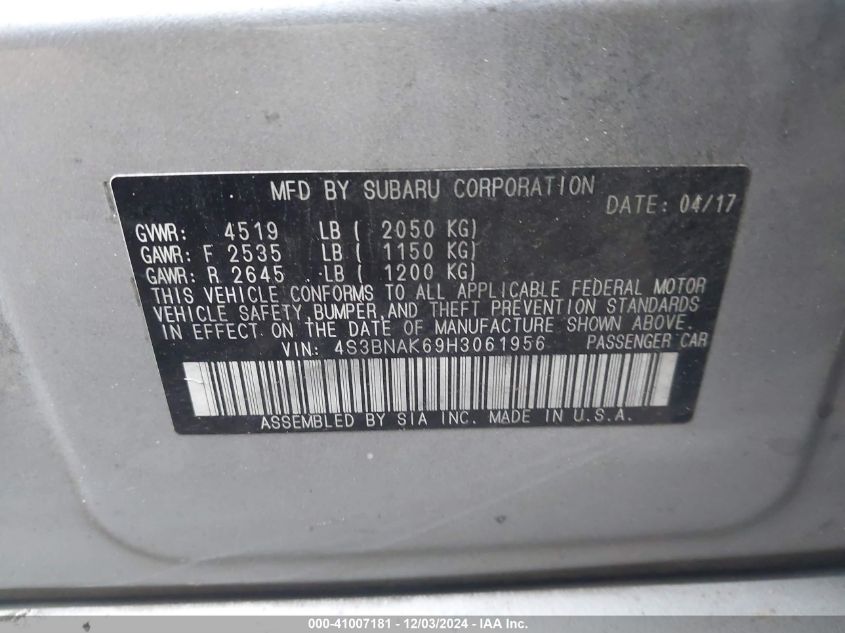 MFD BY SUBARU CORPORATION
DATE: 04/17
GVWR: 4519 LB ( 2050 KG)
GAWR: F 2535 LB ( 1150 KG)
GAWR: R 2645 LB ( 1200 KG)
THIS VEHICLE CONFORMS TO ALL APPLICABLE FEDERAL MOTOR
VEHICLE SAFETY, BUMPER, AND THEFT PREVENTION STANDARDS
IN EFFECT ON THE DATE OF MANUFACTURE SHOWN ABOVE.
VIN: 4S3BNAK69H3061956 PASSENGER CAR
ASSEMBLED BY SIA INC. MADE IN U.S.A.
000-41007181 - 12/03/2024 - IAA Inc.